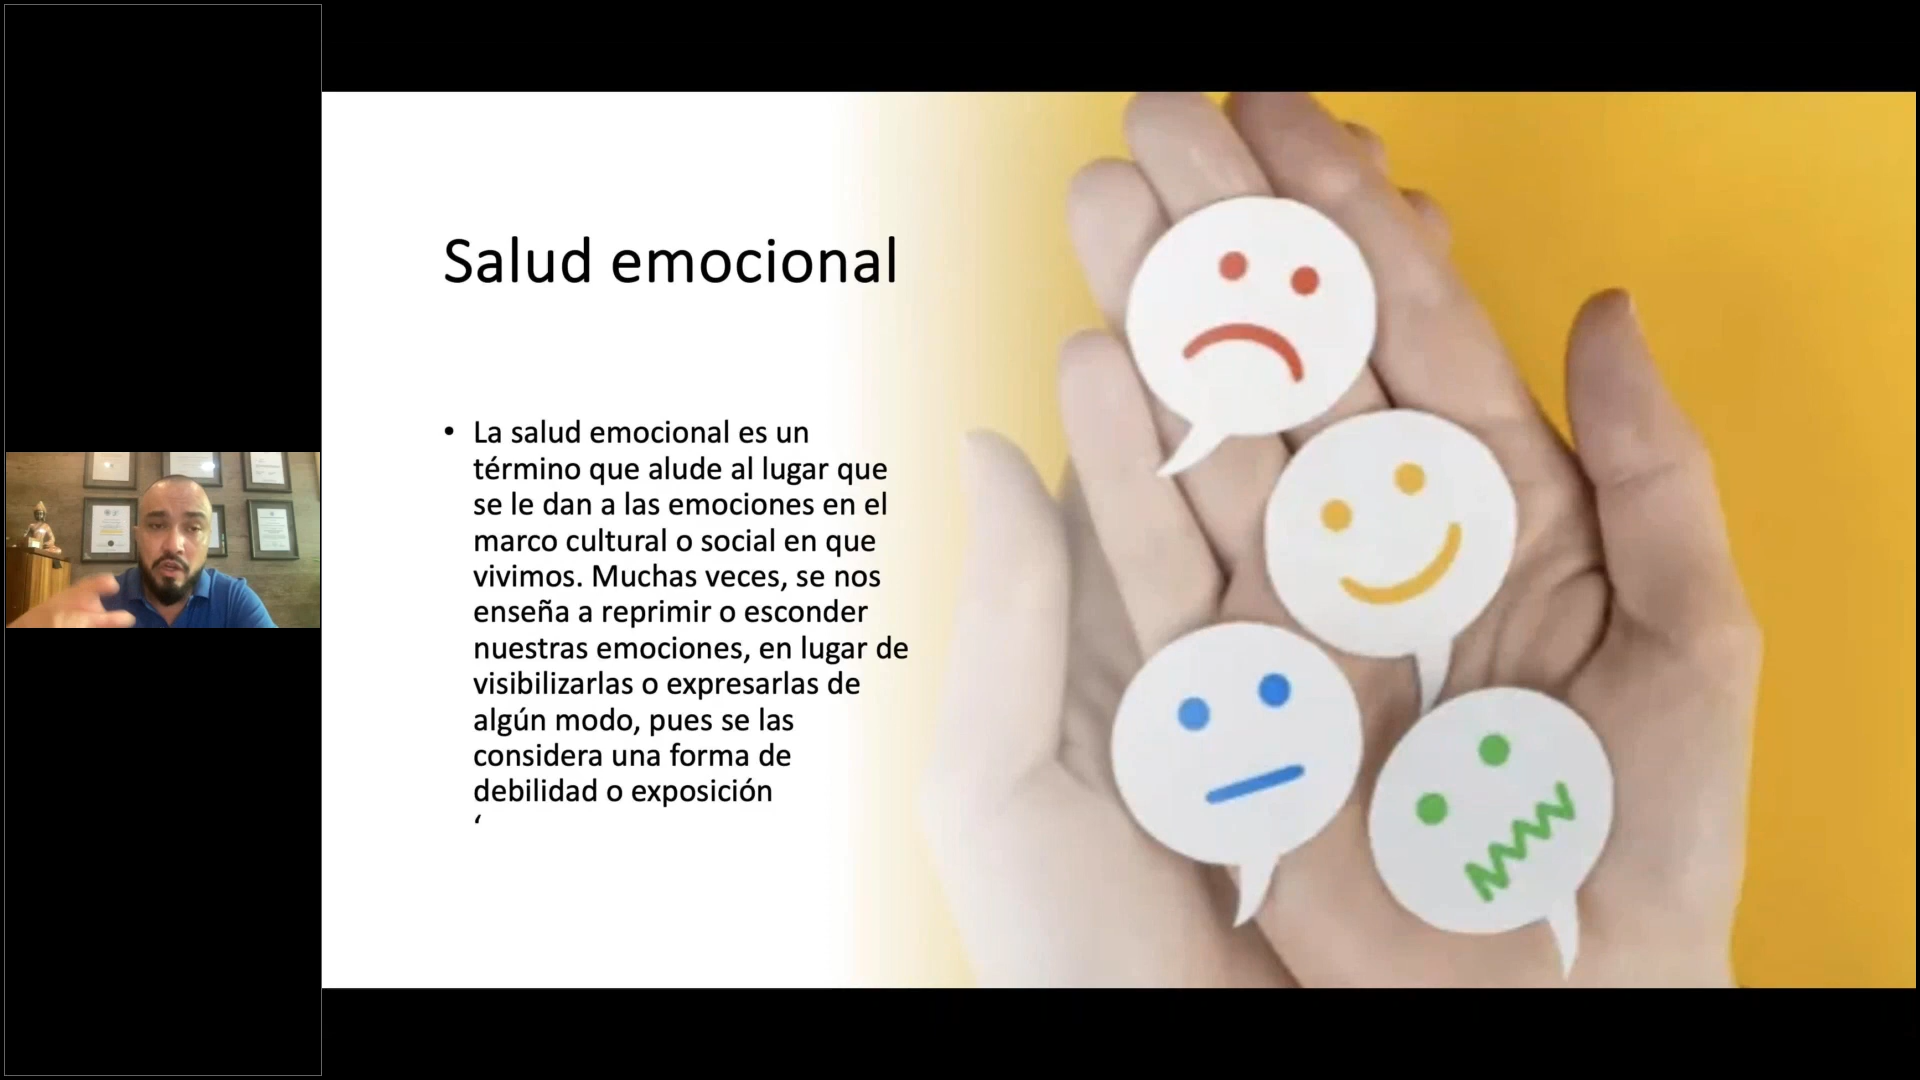 Salud emocional
• La salud emocional es un
término que alude al lugar que
se le dan a las emociones en el
marco cultural o social en que
vivimos. Muchas veces, se nos
enseña a reprimir o esconder
nuestras emociones, en lugar de
visibilizarlas o expresarlas de
algún modo, pues se las
considera una forma de
debilidad o exposición
‘